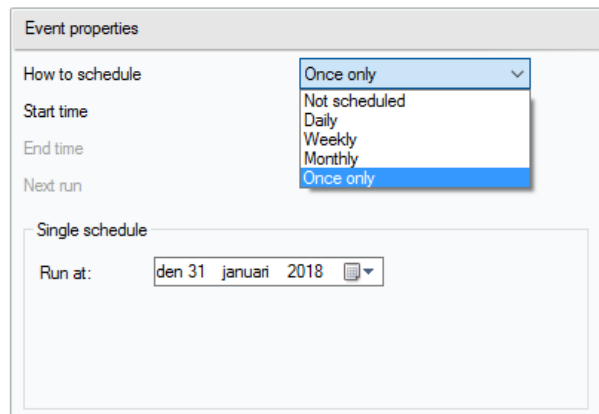 Event properties
How to schedule
Once only
Not scheduled
Daily
Weekly
Monthly
Once only
Start time
End time
Next run
Single schedule
Run at:
den 31 januari 2018